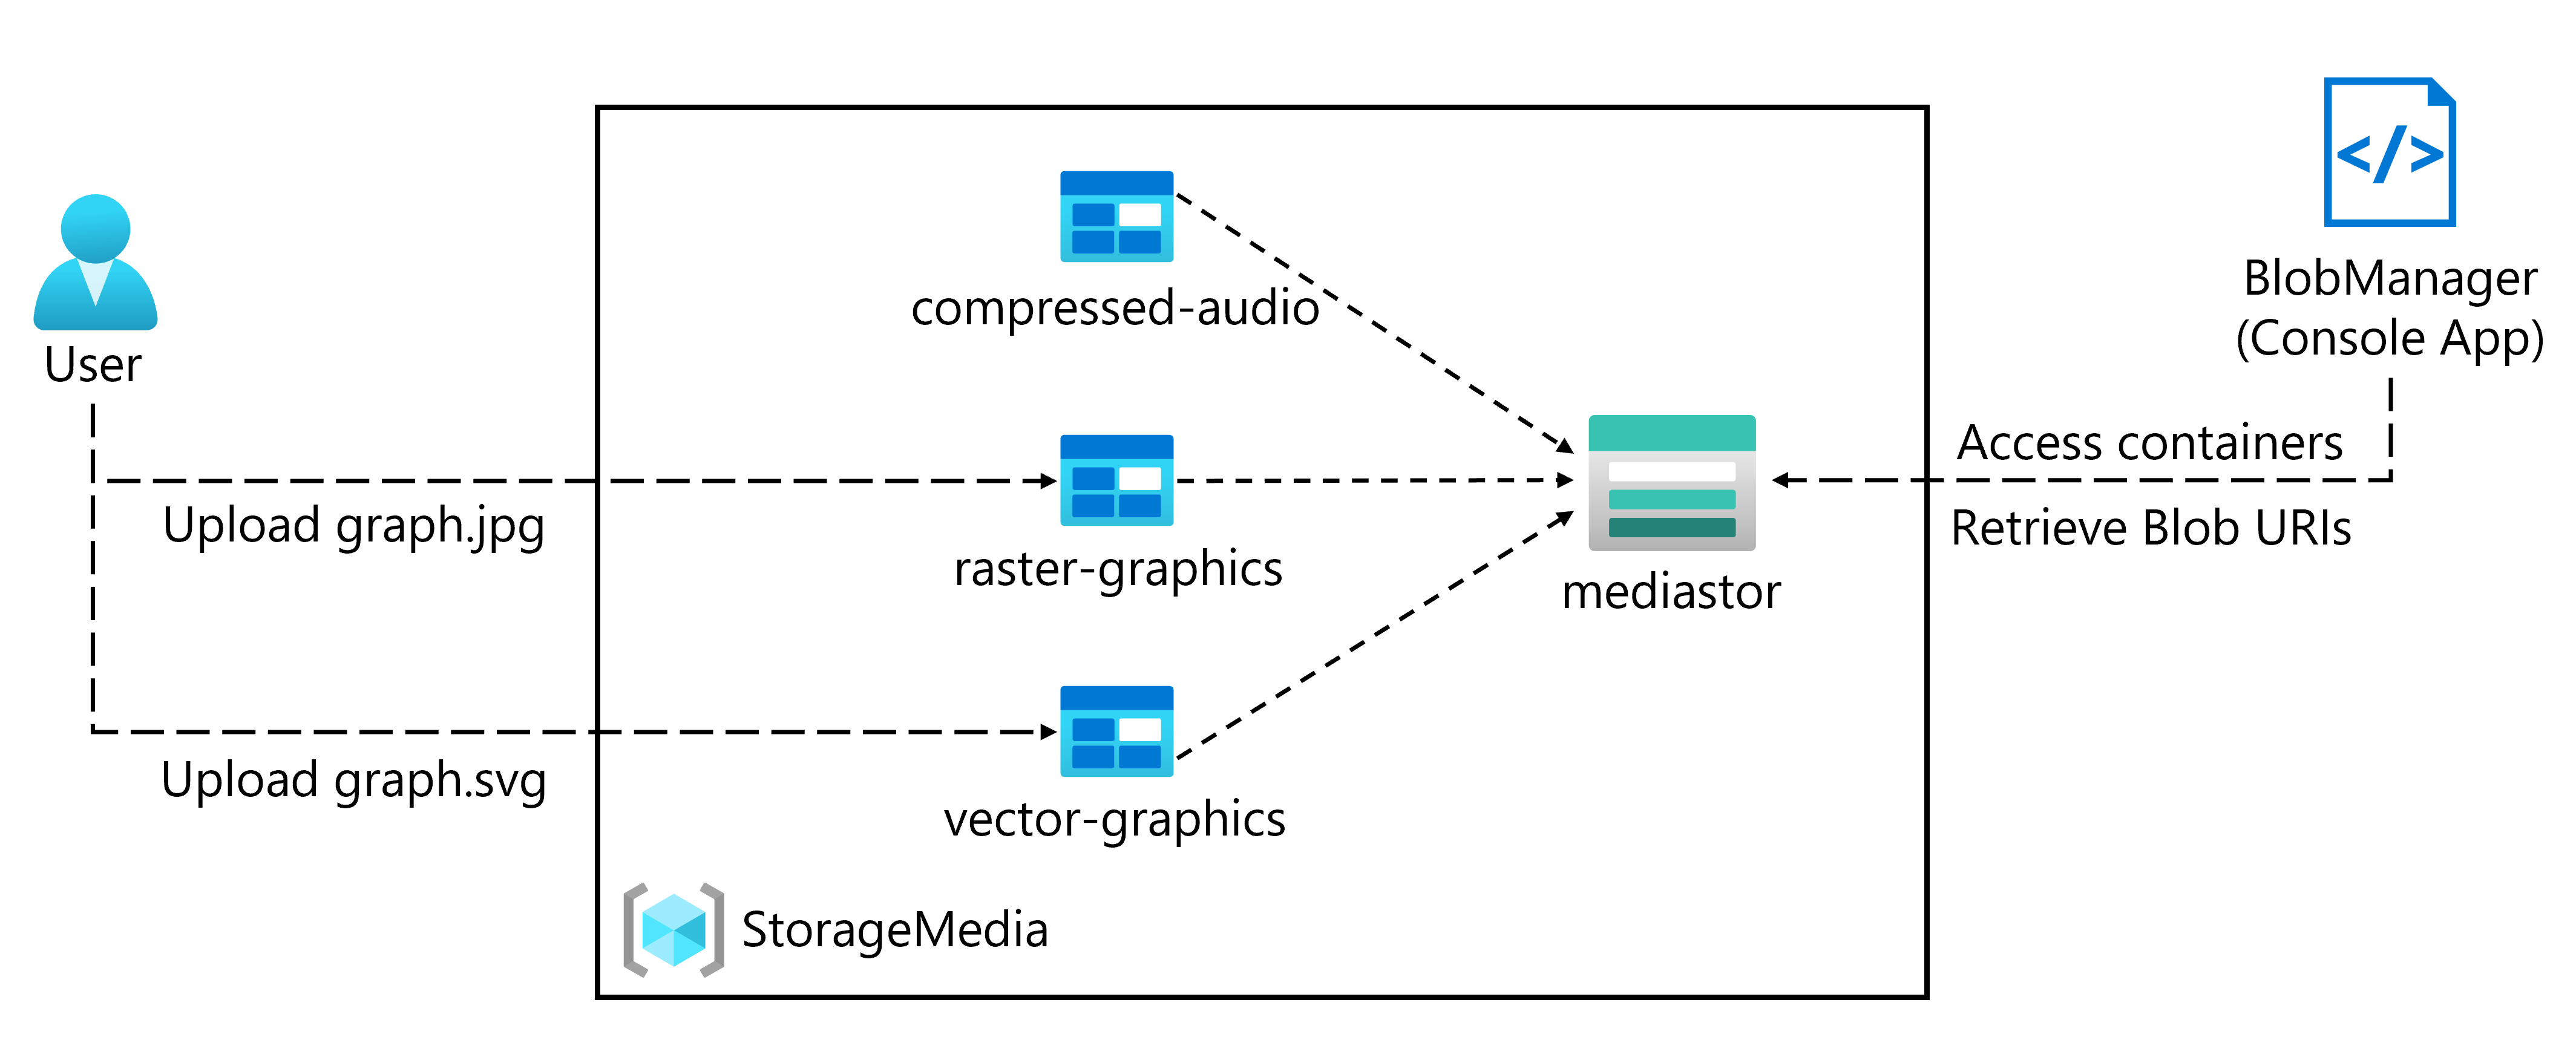 User
Upload graph.jpg
Upload graph.svg
compressed-audio
raster-graphics
vector-graphics
StorageMedia
mediastor
BlobManager
(Console App)
Access containers
Retrieve Blob URIs